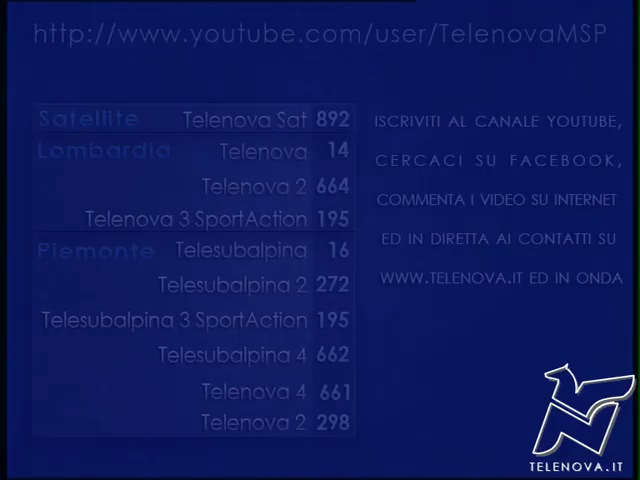 http://www.youtube.com/user/TelenovaMSP
Satellite Telenova Sat 892
Lombardia Telenova 14
Telenova 2 664
Telenova 3 SportAction 195
Piemonte Telesubalpina 16
Telesubalpina 2 272
Telesubalpina 3 SportAction 195
Telesubalpina 4 662
Telenova 4 661
Telenova 2 298
ISCRIVITI AL CANALE YOUTUBE,
CERCACI SU FACEBOOK,
COMMENTA I VIDEO SU INTERNET
ED IN DIRETTA AI CONTATTI SU
WWW.TELENOVA.IT ED IN ONDA
TELENOVA.IT